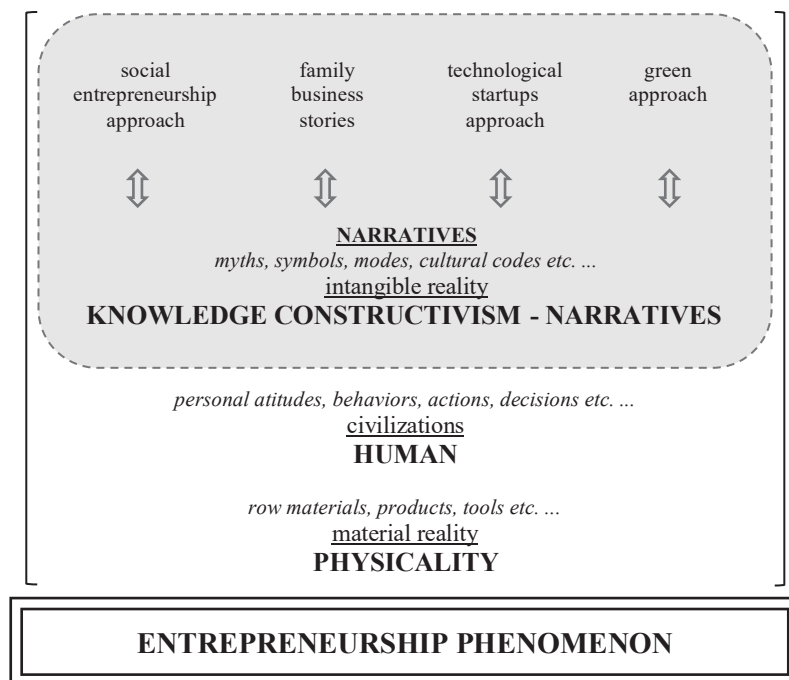 social
entrepreneurship
approach
family
business
stories
technological
startups
approach
green
approach
NARRATIVES
myths, symbols, modes, cultural codes etc. ...
intangible reality
KNOWLEDGE CONSTRUCTIVISM - NARRATIVES
personal atitudes, behaviors, actions, decisions etc. ...
civilizations
HUMAN
row materials, products, tools etc. ...
material reality
PHYSICALITY
ENTREPRENEURSHIP PHENOMENON